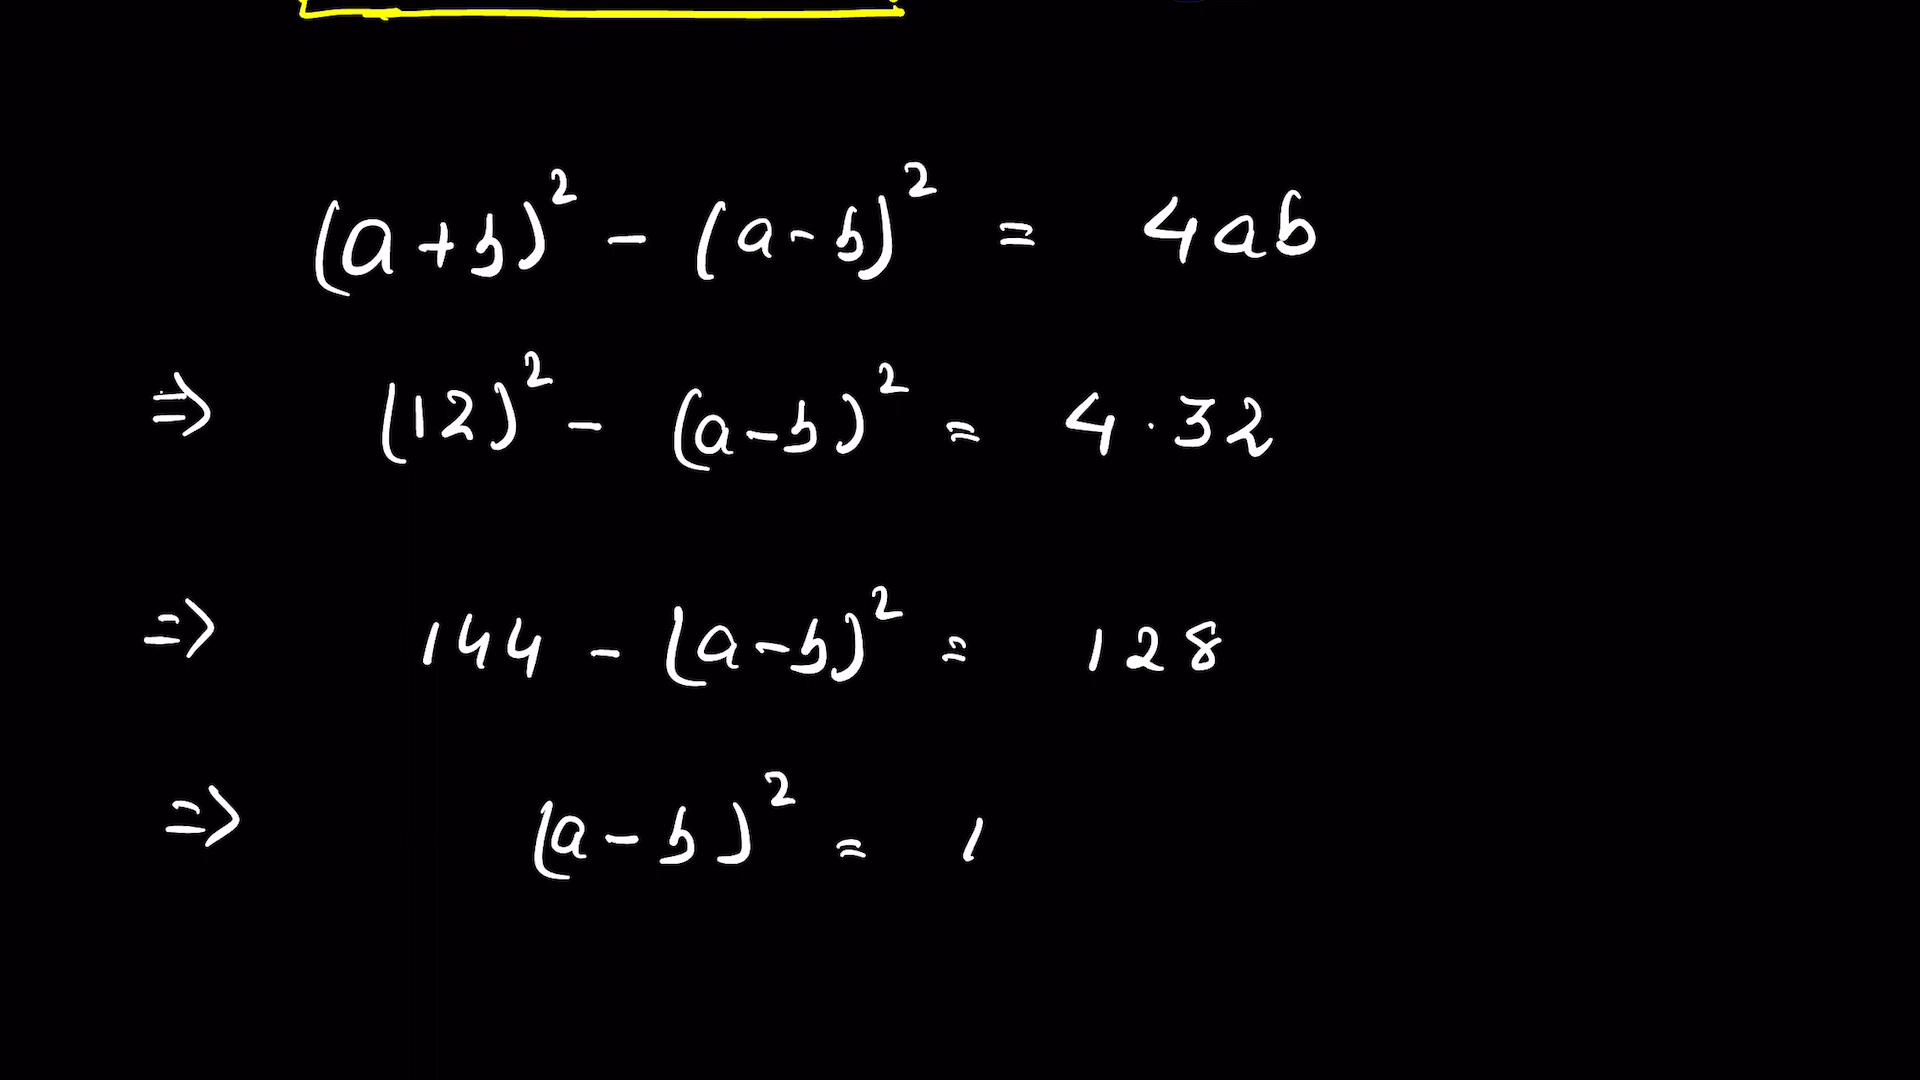 (a+b)² - (a-b)² = 4ab
=> (12)² - (a-b)² = 4·32
=> 144 - (a-b)² = 128
=> (a-b)² = 1